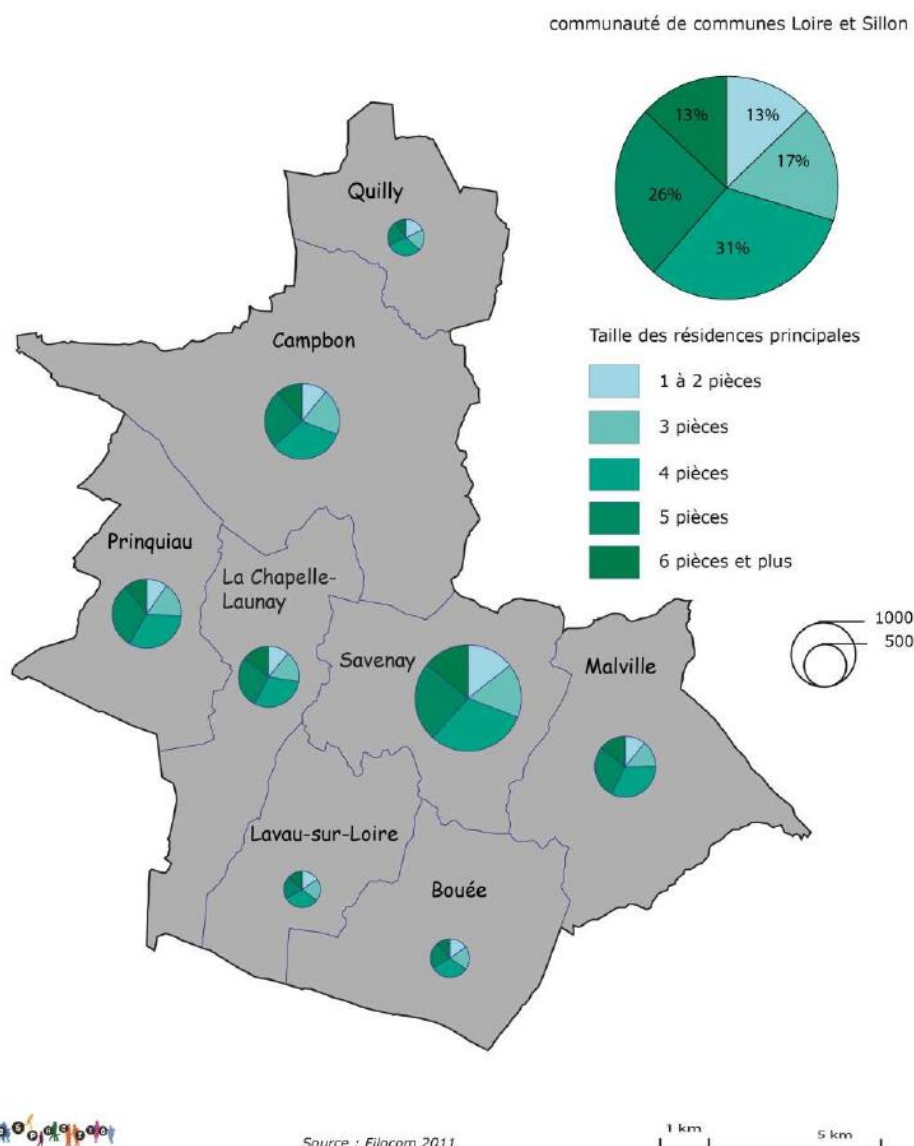 communauté de communes Loire et Sillon
13%
13%
17%
26%
31%
Quilly
Taille des résidences principales
1 à 2 pièces
3 pièces
4 pièces
5 pièces
6 pièces et plus
Campbon
Prinquiau
La Chapelle-
Launay
1000
500
Savenay
Malville
Lavau-sur-Loire
Bouée
Source : Filocom 2011
1 km
5 km